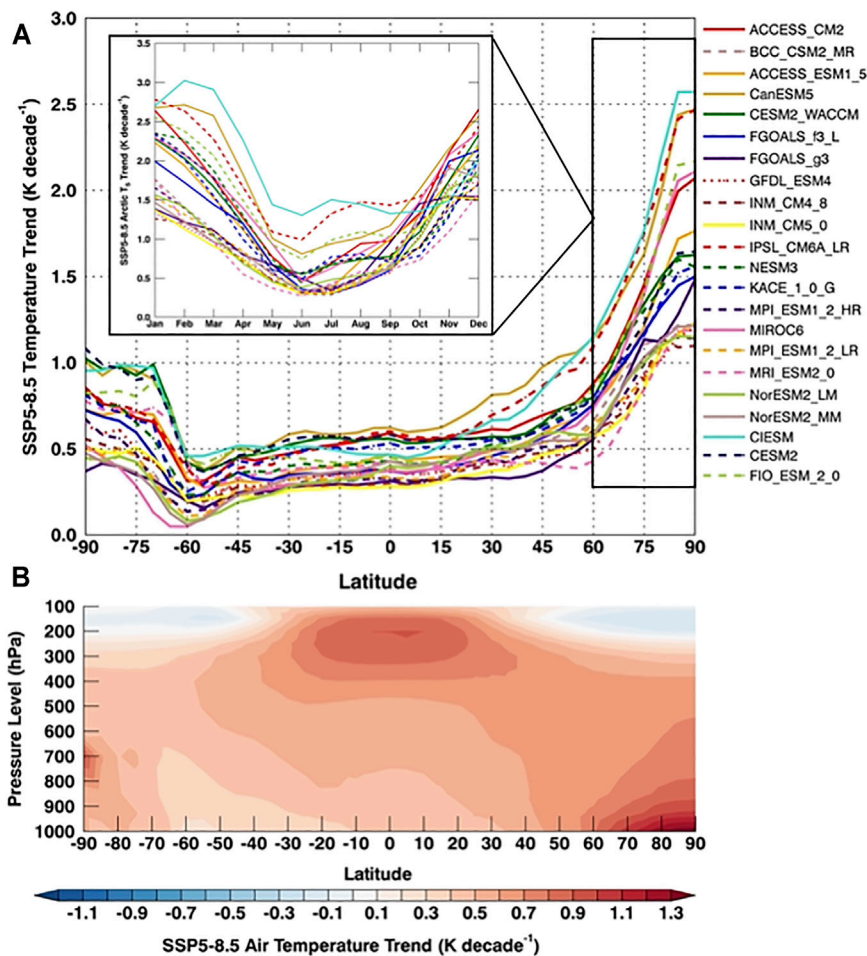 A
SSP5-8.5 Temperature Trend (K decade-1)
3.0
2.5
2.0
1.5
1.0
0.5
0.0
-90 -75 -60 -45 -30 -15 0 15 30 45 60 75 90
Latitude
SSP5-8.5 Arctic Ts Trend (K decade-1)
3.5
3.0
2.5
2.0
1.5
1.0
0.5
0.0
Jan Feb Mar Apr May Jun Jul Aug Sep Oct Nov Dec
ACCESS_CM2
BCC_CSM2_MR
ACCESS_ESM1_5
CanESM5
CESM2_WACCM
FGOALS_f3_L
FGOALS_g3
GFDL_ESM4
INM_CM4_8
INM_CM5_0
IPSL_CM6A_LR
NESM3
KACE_1_0_G
MPI_ESM1_2_HR
MIROC6
MPI_ESM1_2_LR
MRI_ESM2_0
NorESM2_LM
NorESM2_MM
CIESM
CESM2
FIO_ESM_2_0
B
Pressure Level (hPa)
100
200
300
400
500
600
700
800
900
1000
-90 -80 -70 -60 -50 -40 -30 -20 -10 0 10 20 30 40 50 60 70 80 90
Latitude
-1.1 -0.9 -0.7 -0.5 -0.3 -0.1 0.1 0.3 0.5 0.7 0.9 1.1 1.3
SSP5-8.5 Air Temperature Trend (K decade-1)